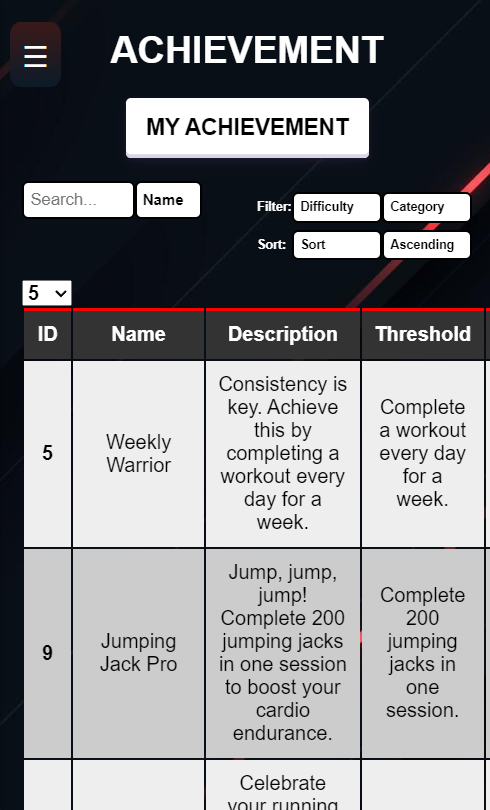 ☰
ACHIEVEMENT
MY ACHIEVEMENT
Search...
Name
Filter:
Difficulty
Category
Sort:
Sort
Ascending
5
ID
Name
Description
Threshold
5
Weekly
Warrior
Consistency is
key. Achieve
this by
completing a
workout every
day for a
week.
Complete
a workout
every day
for a
week.
9
Jumping
Jack Pro
Jump, jump,
jump!
Complete 200
jumping jacks
in one session
to boost your
cardio
endurance.
Complete
200
jumping
jacks in
one
session.
Celebrate
your running